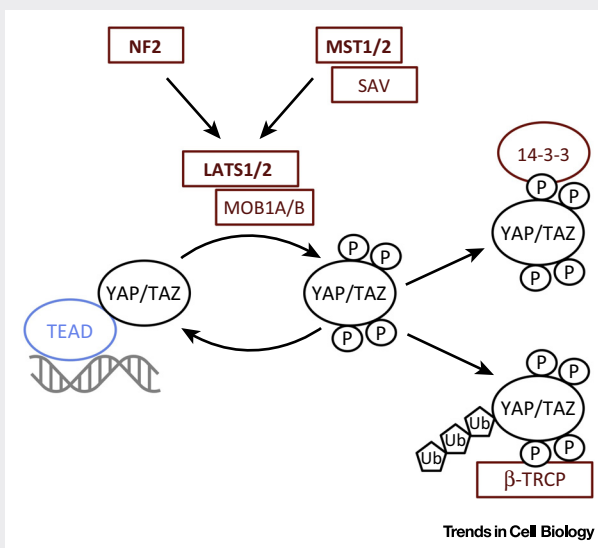 NF2
MST1/2
SAV
LATS1/2
MOB1A/B
14-3-3
P
P
P
P
YAP/TAZ
P
P
YAP/TAZ
P
P
YAP/TAZ
P
P
TEAD
P
P
YAP/TAZ
Ub
Ub
Ub
P
P
β-TRCP
Trends in Cell Biology